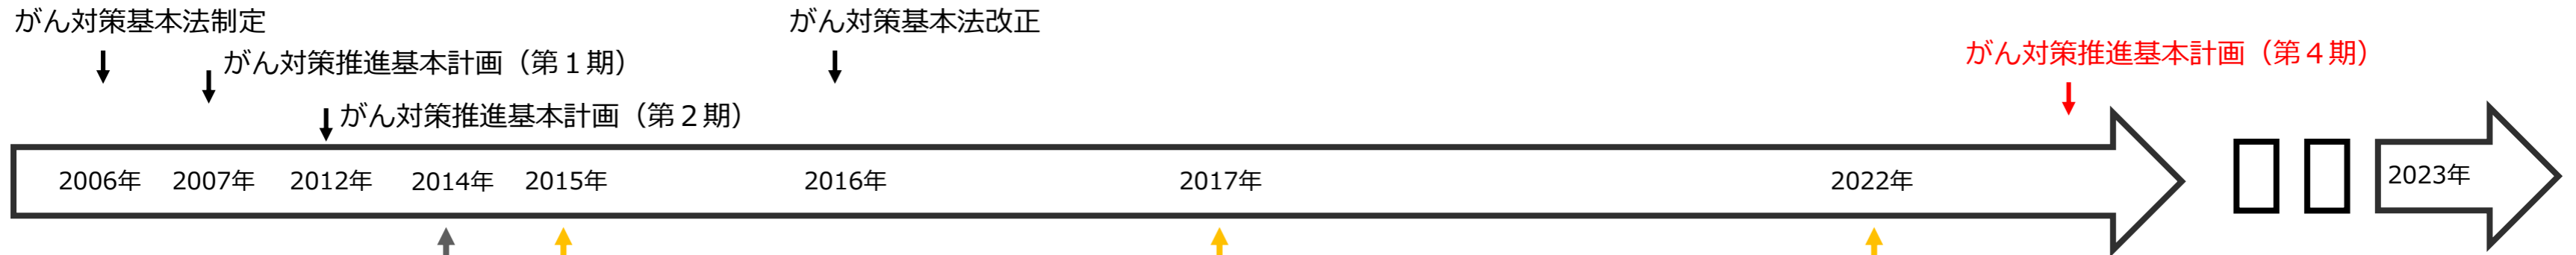 がん対策基本法制定
がん対策基本法改正
がん対策推進基本計画（第１期）
がん対策推進基本計画（第４期）
がん対策推進基本計画（第２期）
2006年 2007年 2012年 2014年 2015年 2016年 2017年 2022年 2023年